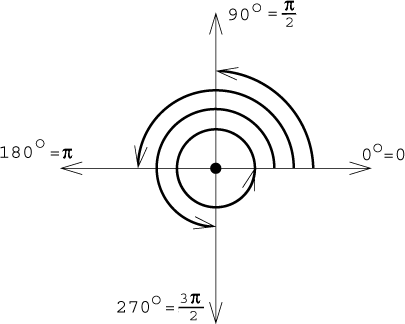 90° = π/2
180° = π
0° = 0
270° = 3π/2